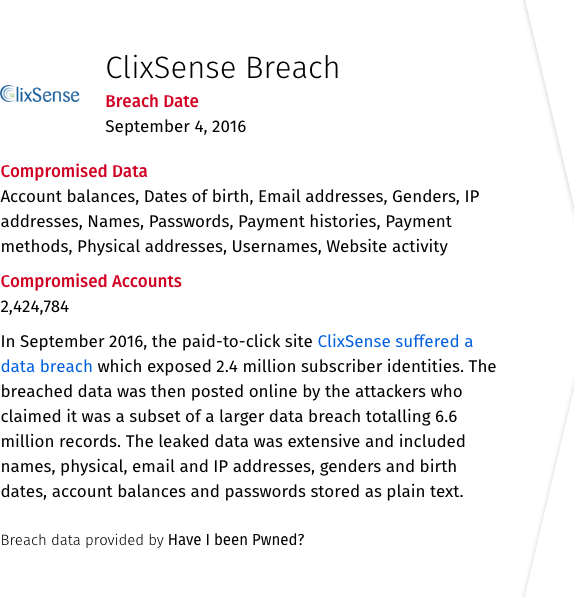 ClixSense Breach
ClixSense
Breach Date
September 4, 2016
Compromised Data
Account balances, Dates of birth, Email addresses, Genders, IP
addresses, Names, Passwords, Payment histories, Payment
methods, Physical addresses, Usernames, Website activity
Compromised Accounts
2,424,784
In September 2016, the paid-to-click site ClixSense suffered a
data breach which exposed 2.4 million subscriber identities. The
breached data was then posted online by the attackers who
claimed it was a subset of a larger data breach totalling 6.6
million records. The leaked data was extensive and included
names, physical, email and IP addresses, genders and birth
dates, account balances and passwords stored as plain text.
Breach data provided by Have I been Pwned?